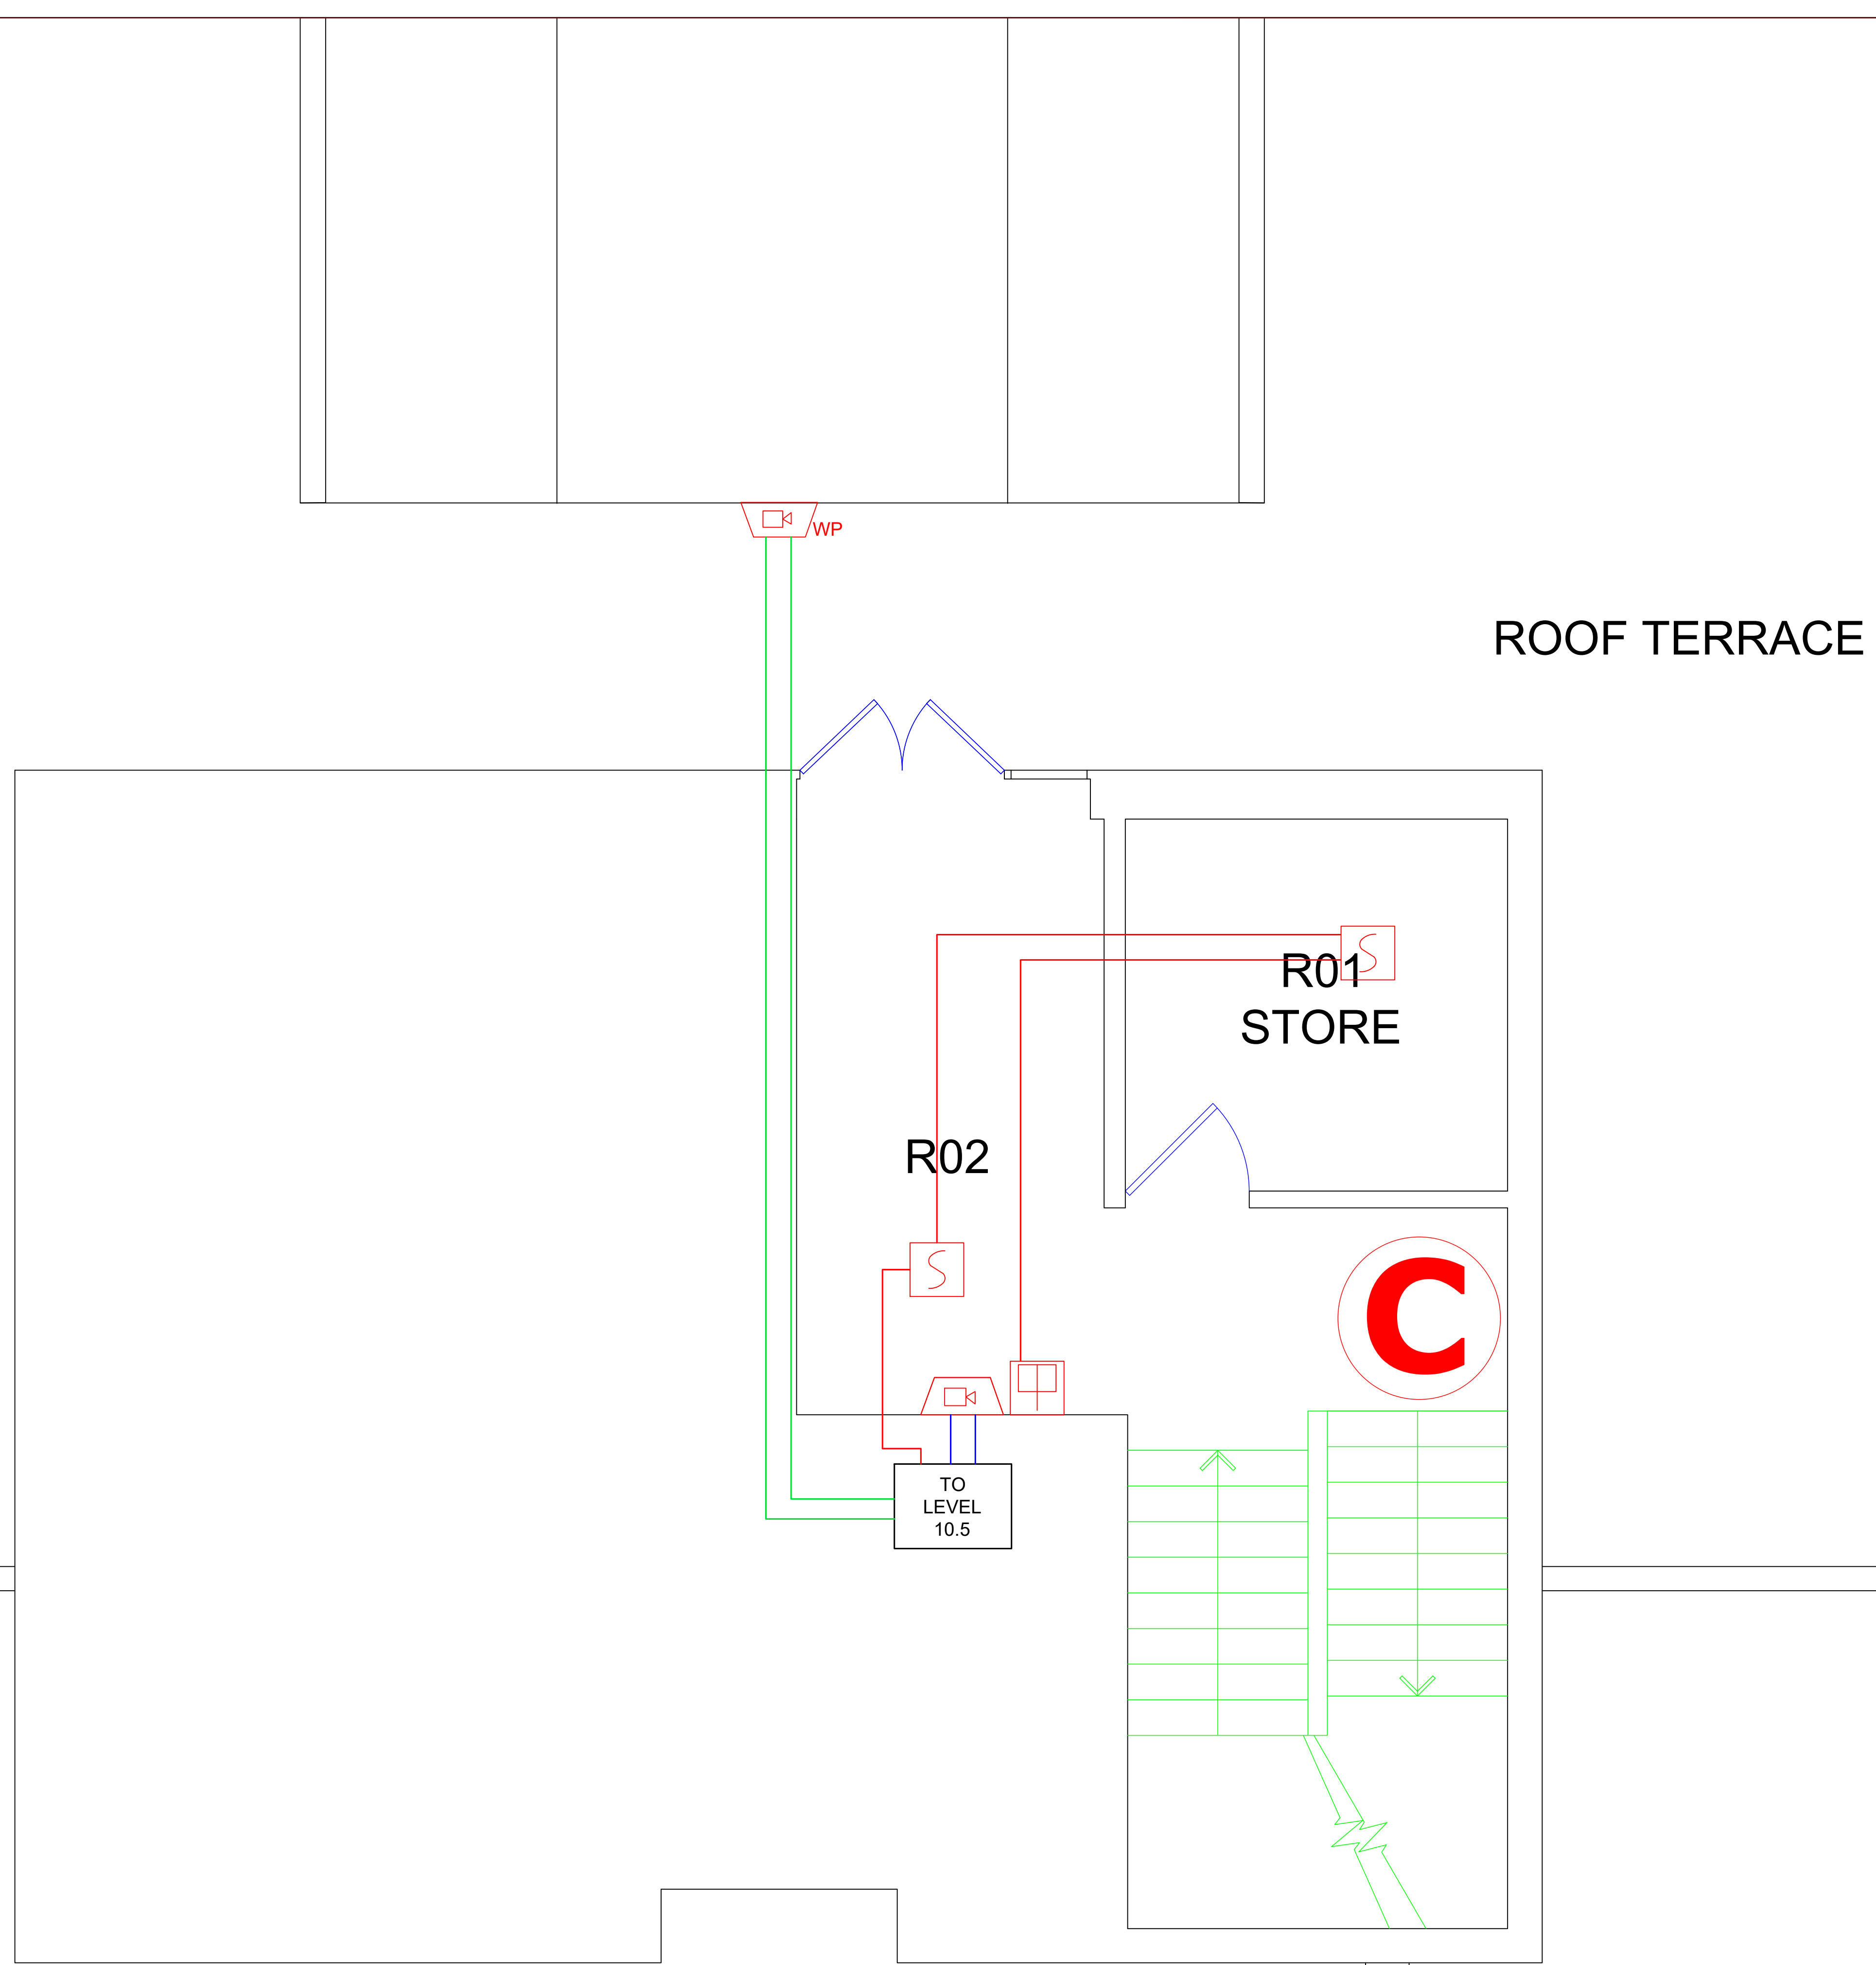 WP
ROOF TERRACE
R01
STORE
R02
C
TO
LEVEL
10.5